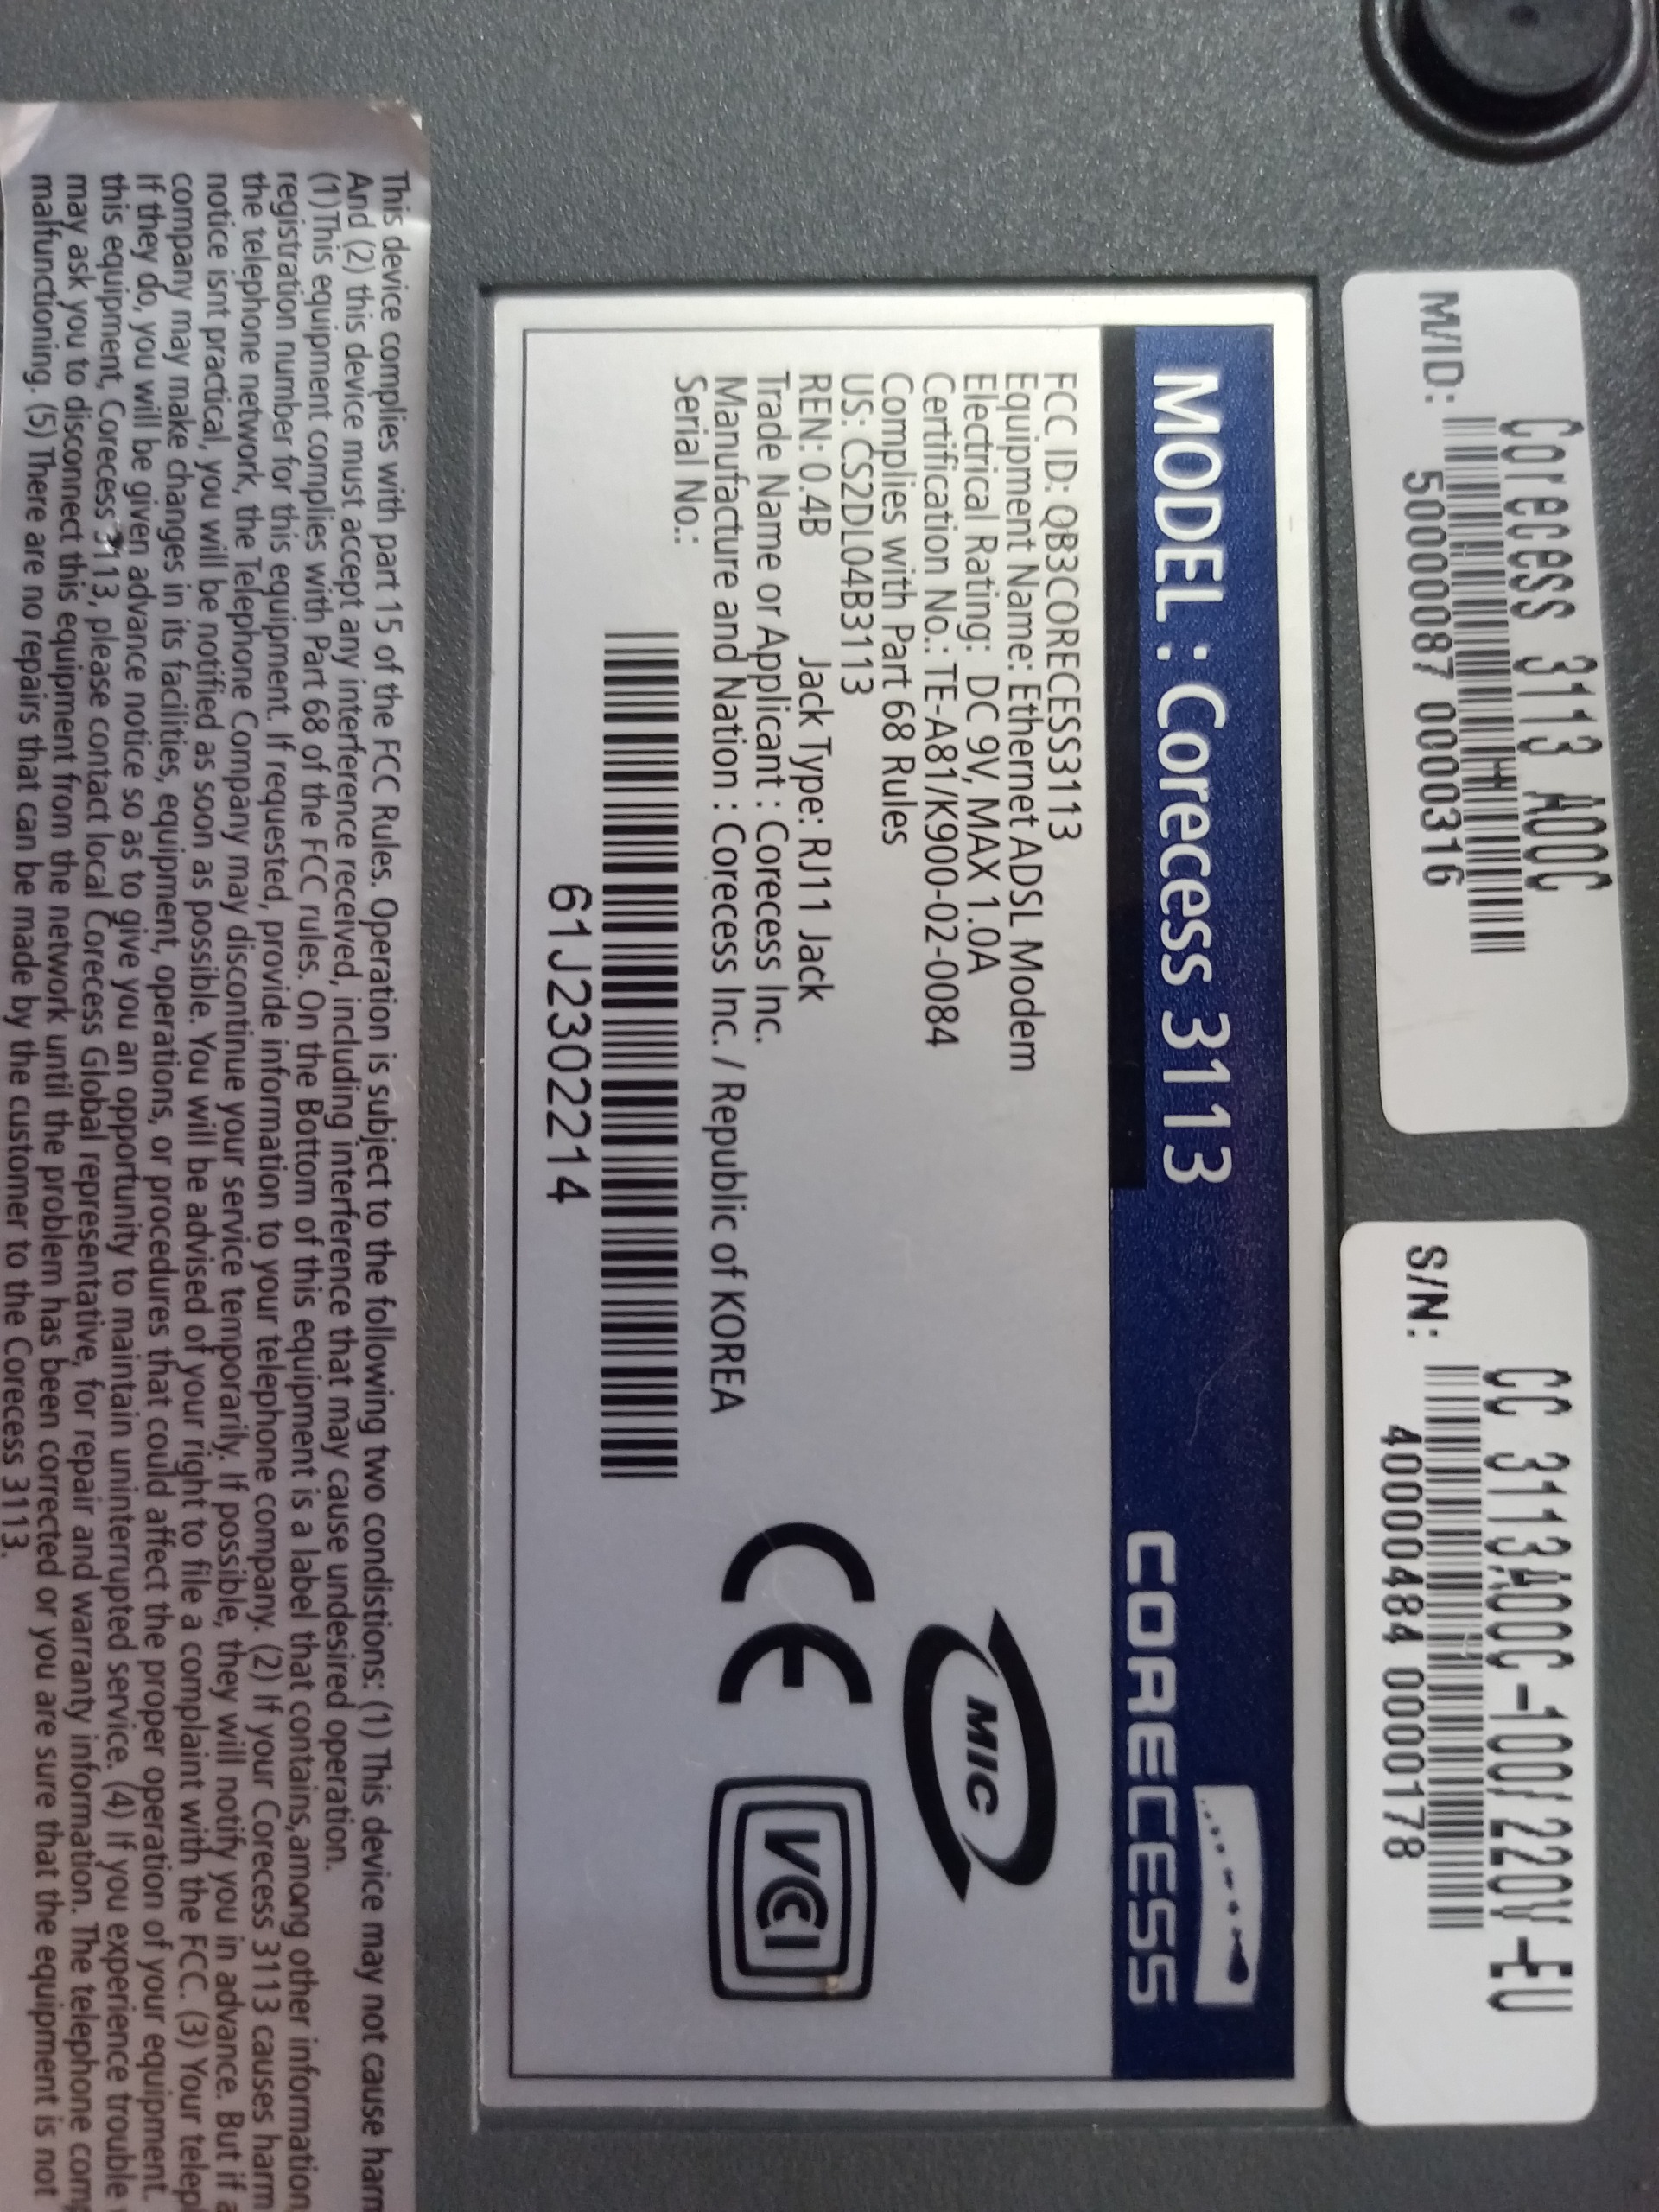 Corecess 3113 A00C
M/ID:
50000087 0000316
CC 3113A00C-100/220V-EU
S/N:
40000484 0000178
MODEL : Corecess 3113
CORECESS
FCC ID: QB3CORECESS3113
Equipment Name: Ethernet ADSL Modem
Electrical Rating: DC 9V, MAX 1.0A
Certification No.: TE-A81/K900-02-0084
Complies with Part 68 Rules
US: CS2DL04B3113
REN: 0.4B Jack Type: RJ11 Jack
Trade Name or Applicant : Corecess Inc.
Manufacture and Nation : Corecess Inc. / Republic of KOREA
Serial No.:
61J2302214
MIC
CE
VCI
This device complies with part 15 of the FCC Rules. Operation is subject to the following two condistions: (1) This device may not cause harm
And (2) this device must accept any interference received, including interference that may cause undesired operation.
(1)This equipment complies with Part 68 of the FCC rules. On the Bottom of this equipment is a label that contains,among other information,
registration number for this equipment. If requested, provide information to your telephone company. (2) If your Corecess 3113 causes harm
the telephone network, the Telephone Company may discontinue your service temporarily. If possible, they will notify you in advance. But if a
notice isnt practical, you will be notified as soon as possible. You will be advised of your right to file a complaint with the FCC. (3) Your telep
company may make changes in its facilities, equipment, operations, or procedures that could affect the proper operation of your equipment.
If they do, you will be given advance notice so as to give you an opportunity to maintain uninterrupted service. (4) If you experience trouble
this equipment, Corecess 3113, please contact local Corecess Global representative, for repair and warranty information. The telephone com
may ask you to disconnect this equipment from the network until the problem has been corrected or you are sure that the equipment is not
malfunctioning. (5) There are no repairs that can be made by the customer to the Corecess 3113.